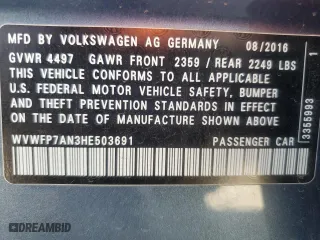 MFD BY VOLKSWAGEN AG GERMANY 08/2016
GVWR 4497 GAWR FRONT 2359 / REAR 2249 LBS
THIS VEHICLE CONFORMS TO ALL APPLICABLE
U.S. FEDERAL MOTOR VEHICLE SAFETY, BUMPER
AND THEFT PREVENTION STANDARDS IN EFFECT
ON THE DATE OF MANUFACTURE SHOWN ABOVE
WVWFP7AN3HE503691 PASSENGER CAR
3355993
1